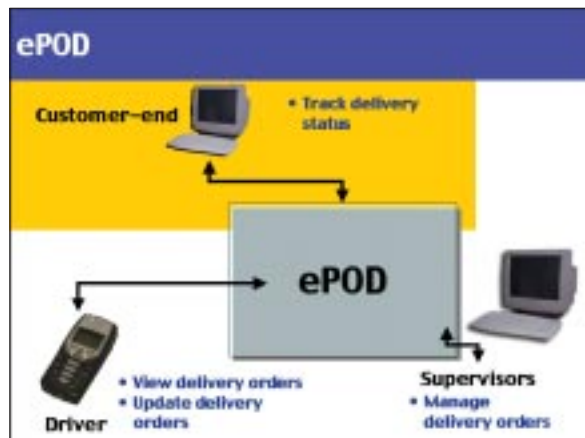 ePOD
Customer-end
• Track delivery
status
ePOD
• View delivery orders
• Update delivery
orders
Driver
Supervisors
• Manage
delivery orders